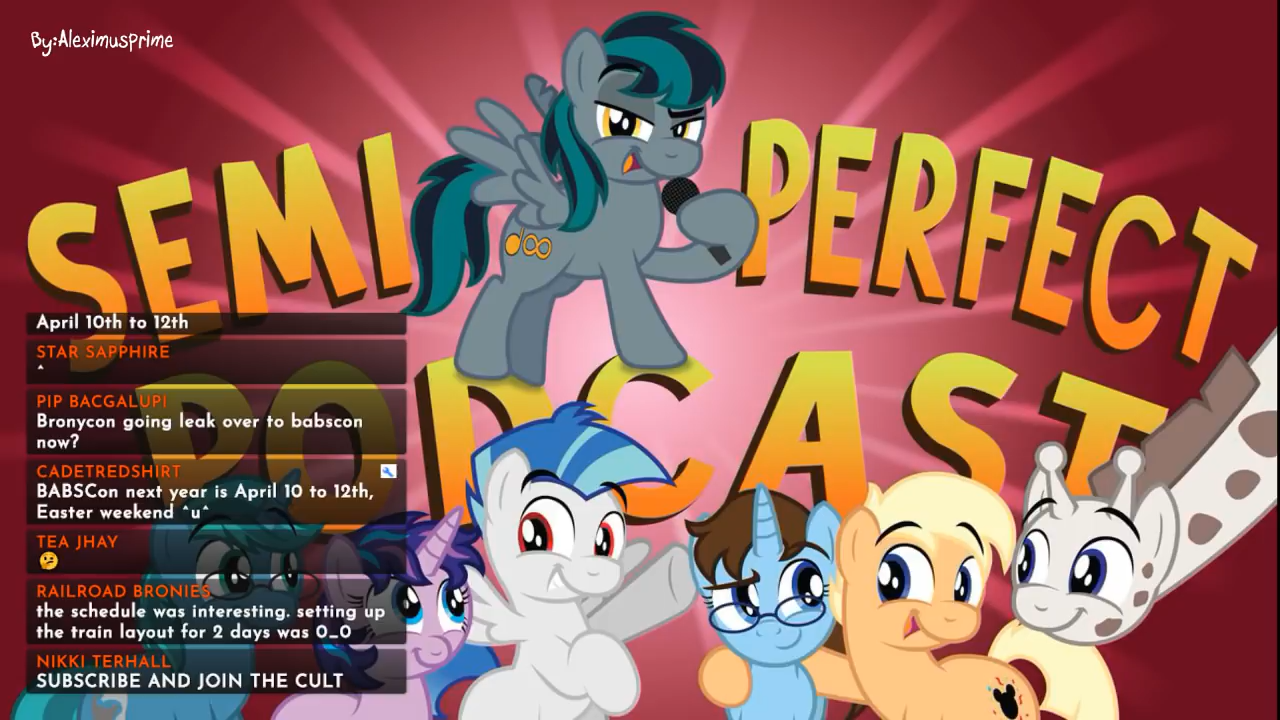 By:Aleximusprime
SEMI PERFECT
PODCAST
April 10th to 12th
STAR SAPPHIRE
^
PIP BACGALUPI
Bronycon going leak over to babscon
now?
CADETREDSHIRT
BABSCon next year is April 10 to 12th,
Easter weekend ^u^
TEA JHAY
🤔
RAILROAD BRONIES
the schedule was interesting. setting up
the train layout for 2 days was 0_0
NIKKI TERHALL
SUBSCRIBE AND JOIN THE CULT